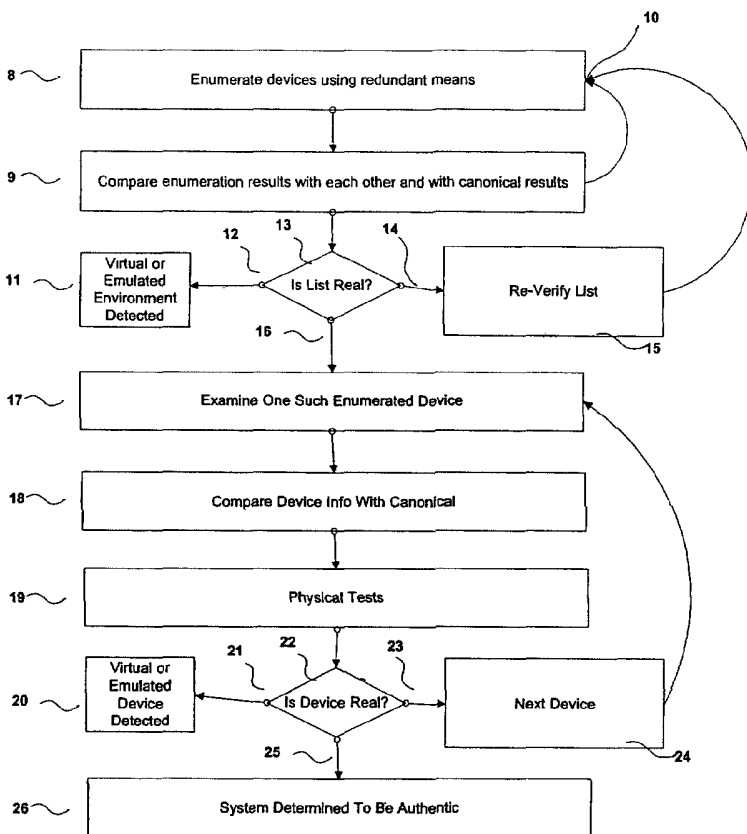 10
8
Enumerate devices using redundant means
9
Compare enumeration results with each other and with canonical results
13
12
14
11
Virtual or
Emulated
Environment
Detected
Is List Real?
Re-Verify List
16
15
17
Examine One Such Enumerated Device
18
Compare Device Info With Canonical
19
Physical Tests
22
21
23
20
Virtual or
Emulated
Device
Detected
Is Device Real?
Next Device
25
24
26
System Determined To Be Authentic